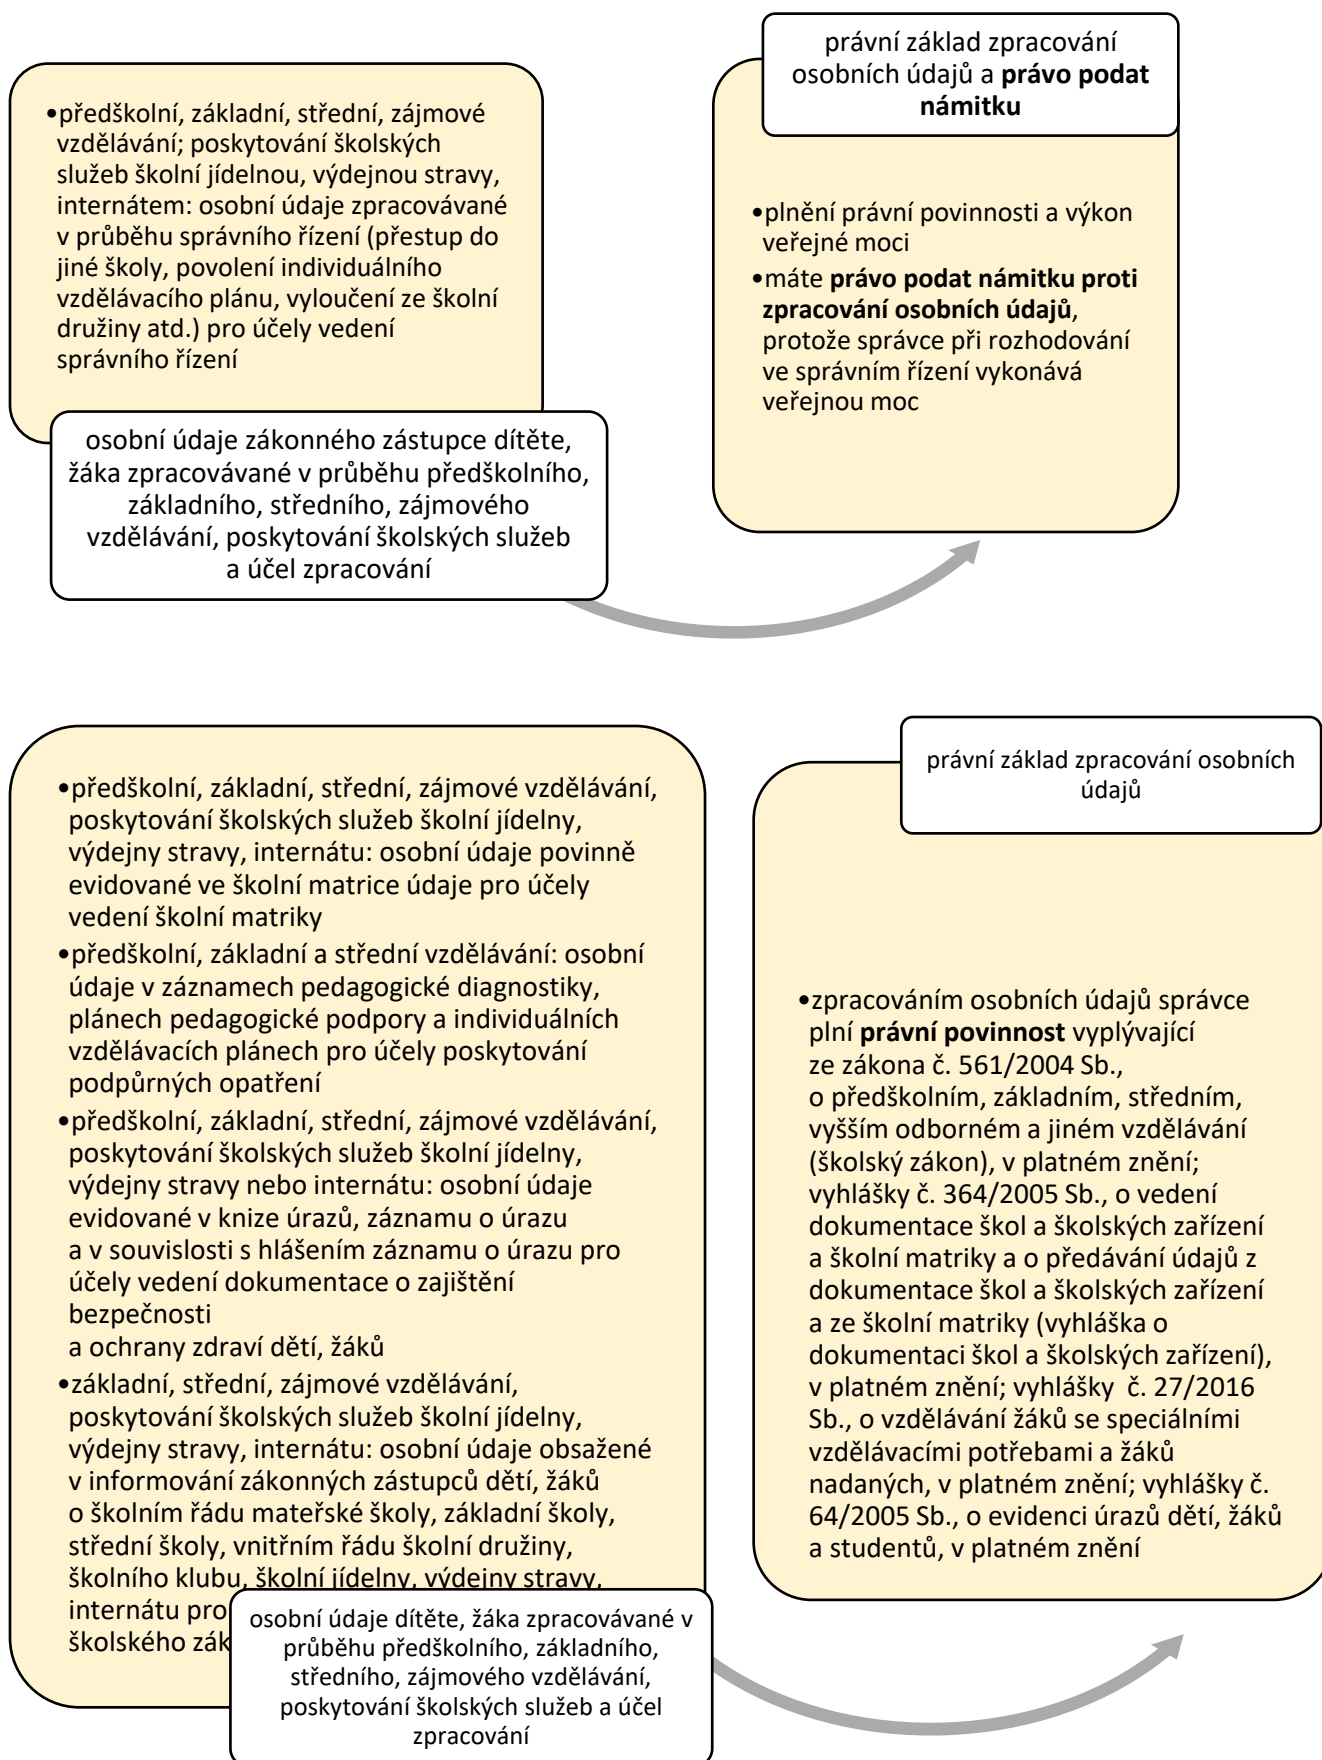 •předškolní, základní, střední, zájmové
vzdělávání; poskytování školských
služeb školní jídelnou, výdejnou stravy,
internátem: osobní údaje zpracovávané
v průběhu správního řízení (přestup do
jiné školy, povolení individuálního
vzdělávacího plánu, vyloučení ze školní
družiny atd.) pro účely vedení
správního řízení
osobní údaje zákonného zástupce dítěte,
žáka zpracovávané v průběhu předškolního,
základního, středního, zájmového
vzdělávání, poskytování školských služeb
a účel zpracování
právní základ zpracování
osobních údajů a právo podat
námitku
•plnění právní povinnosti a výkon
veřejné moci
•máte právo podat námitku proti
zpracování osobních údajů,
protože správce při rozhodování
ve správním řízení vykonává
veřejnou moc
•předškolní, základní, střední, zájmové vzdělávání,
poskytování školských služeb školní jídelny,
výdejny stravy, internátu: osobní údaje povinně
evidované ve školní matrice údaje pro účely
vedení školní matriky
•předškolní, základní a střední vzdělávání: osobní
údaje v záznamech pedagogické diagnostiky,
plánech pedagogické podpory a individuálních
vzdělávacích plánech pro účely poskytování
podpůrných opatření
•předškolní, základní, střední, zájmové vzdělávání,
poskytování školských služeb školní jídelny,
výdejny stravy nebo internátu: osobní údaje
evidované v knize úrazů, záznamu o úrazu
a v souvislosti s hlášením záznamu o úrazu pro
účely vedení dokumentace o zajištění
bezpečnosti
a ochrany zdraví dětí, žáků
•základní, střední, zájmové vzdělávání,
poskytování školských služeb školní jídelny,
výdejny stravy, internátu: osobní údaje obsažené
v informování zákonných zástupců dětí, žáků
o školním řádu mateřské školy, základní školy,
střední školy, vnitřním řádu školní družiny,
školního klubu, školní jídelny, výdejny stravy,
internátu pro
školského zák
osobní údaje dítěte, žáka zpracovávané v
průběhu předškolního, základního,
středního, zájmového vzdělávání,
poskytování školských služeb a účel
zpracování
právní základ zpracování osobních
údajů
•zpracováním osobních údajů správce
plní právní povinnost vyplývající
ze zákona č. 561/2004 Sb.,
o předškolním, základním, středním,
vyšším odborném a jiném vzdělávání
(školský zákon), v platném znění;
vyhlášky č. 364/2005 Sb., o vedení
dokumentace škol a školských zařízení
a školní matriky a o předávání údajů z
dokumentace škol a školských zařízení
a ze školní matriky (vyhláška o
dokumentaci škol a školských zařízení),
v platném znění; vyhlášky č. 27/2016
Sb., o vzdělávání žáků se speciálními
vzdělávacími potřebami a žáků
nadaných, v platném znění; vyhlášky č.
64/2005 Sb., o evidenci úrazů dětí, žáků
a studentů, v platném znění